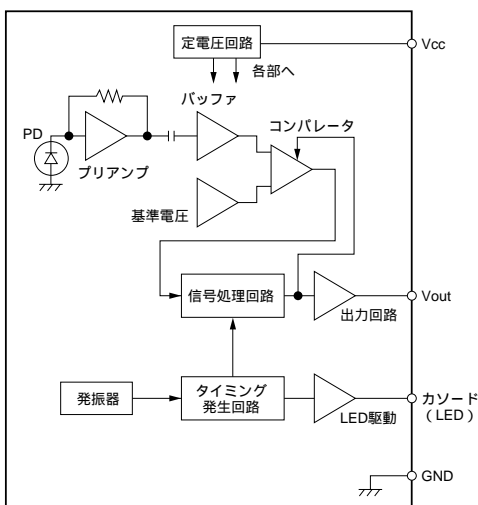 定電圧回路
Vcc
各部へ
バッファ
コンパレータ
PD
プリアンプ
基準電圧
信号処理回路
Vout
出力回路
発振器
タイミング
発生回路
LED駆動
カソード
（LED）
GND